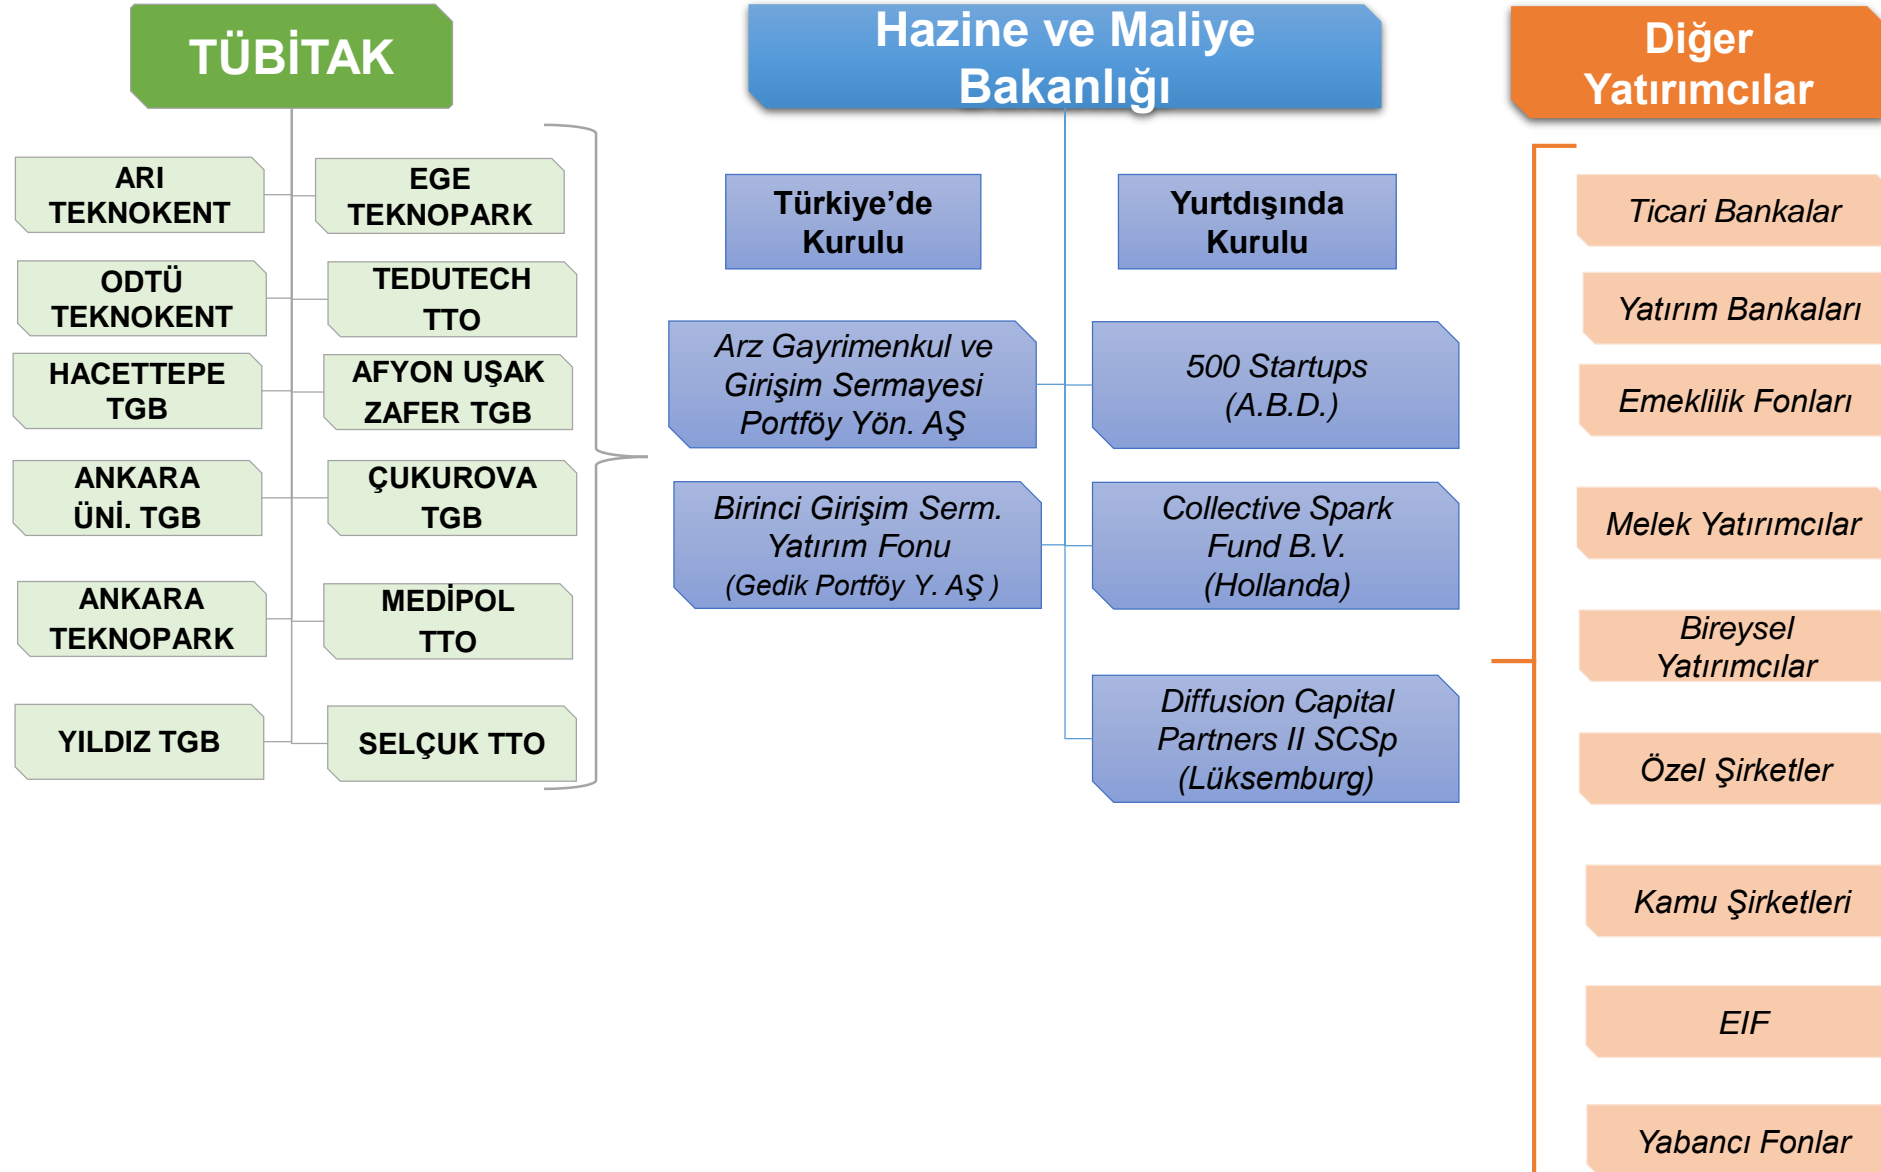 TÜBİTAK
ARI
TEKNOKENT
EGE
TEKNOPARK
ODTÜ
TEKNOKENT
TEDUTECH
TTO
HACETTEPE
TGB
AFYON UŞAK
ZAFER TGB
ANKARA
ÜNİ. TGB
ÇUKUROVA
TGB
ANKARA
TEKNOPARK
MEDİPOL
TTO
YILDIZ TGB
SELÇUK TTO
Hazine ve Maliye
Bakanlığı
Türkiye’de
Kurulu
Yurtdışında
Kurulu
Arz Gayrimenkul ve
Girişim Sermayesi
Portföy Yön. AŞ
500 Startups
(A.B.D.)
Birinci Girişim Serm.
Yatırım Fonu
(Gedik Portföy Y. AŞ )
Collective Spark
Fund B.V.
(Hollanda)
Diffusion Capital
Partners II SCSp
(Lüksemburg)
Diğer
Yatırımcılar
Ticari Bankalar
Yatırım Bankaları
Emeklilik Fonları
Melek Yatırımcılar
Bireysel
Yatırımcılar
Özel Şirketler
Kamu Şirketleri
EIF
Yabancı Fonlar